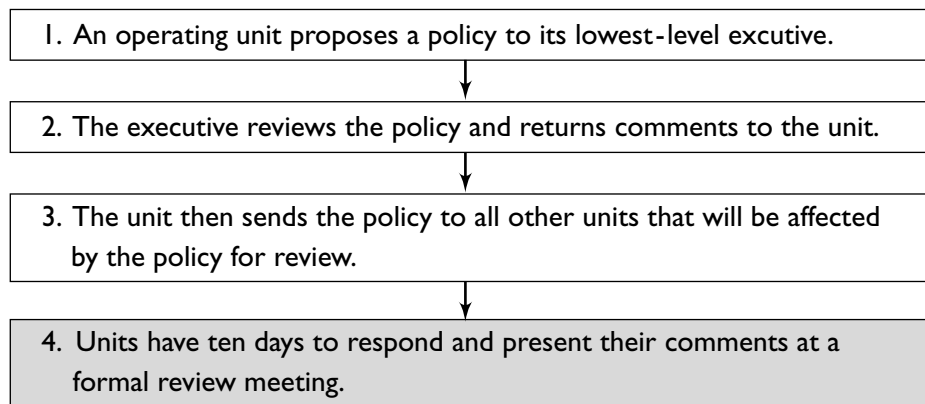 1. An operating unit proposes a policy to its lowest-level excutive.
2. The executive reviews the policy and returns comments to the unit.
3. The unit then sends the policy to all other units that will be affected
by the policy for review.
4. Units have ten days to respond and present their comments at a
formal review meeting.